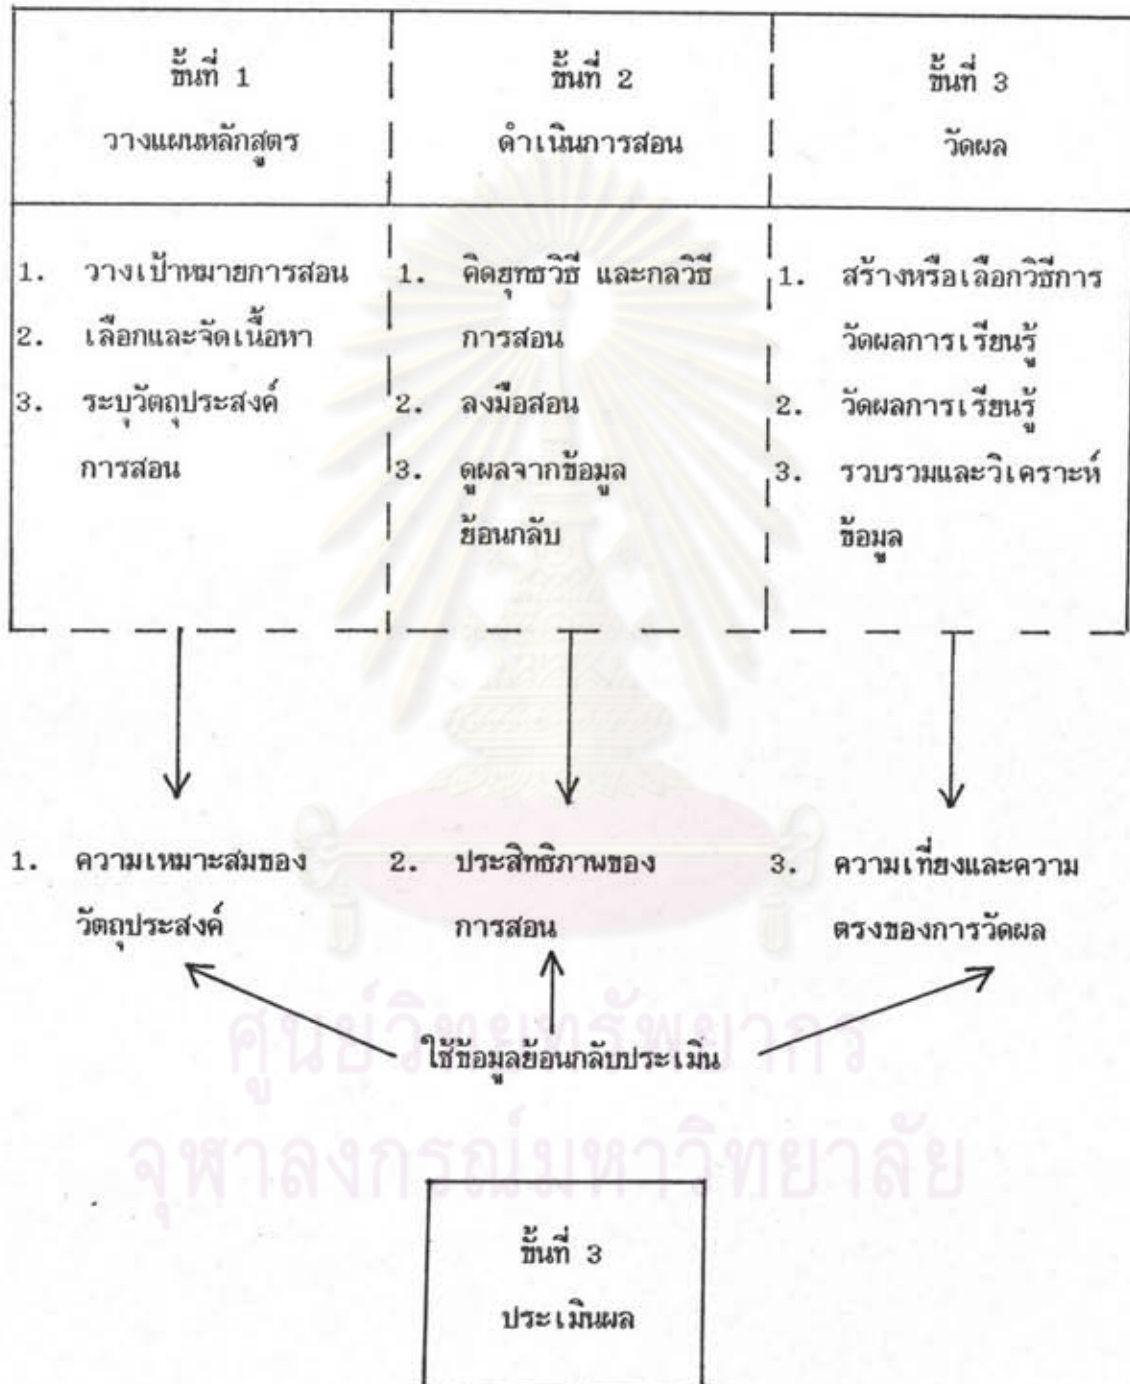 ขั้นที่ 1
วางแผนหลักสูตร
ขั้นที่ 2
ดำเนินการสอน
ขั้นที่ 3
วัดผล
1. วางเป้าหมายการสอน
2. เลือกและจัดเนื้อหา
3. ระบุวัตถุประสงค์
การสอน
1. คิดยุทธวิธี และกลวิธี
การสอน
2. ลงมือสอน
3. ดูผลจากข้อมูล
ย้อนกลับ
1. สร้างหรือเลือกวิธีการ
วัดผลการเรียนรู้
2. วัดผลการเรียนรู้
3. รวบรวมและวิเคราะห์
ข้อมูล
1. ความเหมาะสมของ
วัตถุประสงค์
2. ประสิทธิภาพของ
การสอน
3. ความเที่ยงและความ
ตรงของการวัดผล
ใช้ข้อมูลย้อนกลับประเมิน
ศูนย์วิทยทรัพยากร
จุฬาลงกรณ์มหาวิทยาลัย
ขั้นที่ 3
ประเมินผล